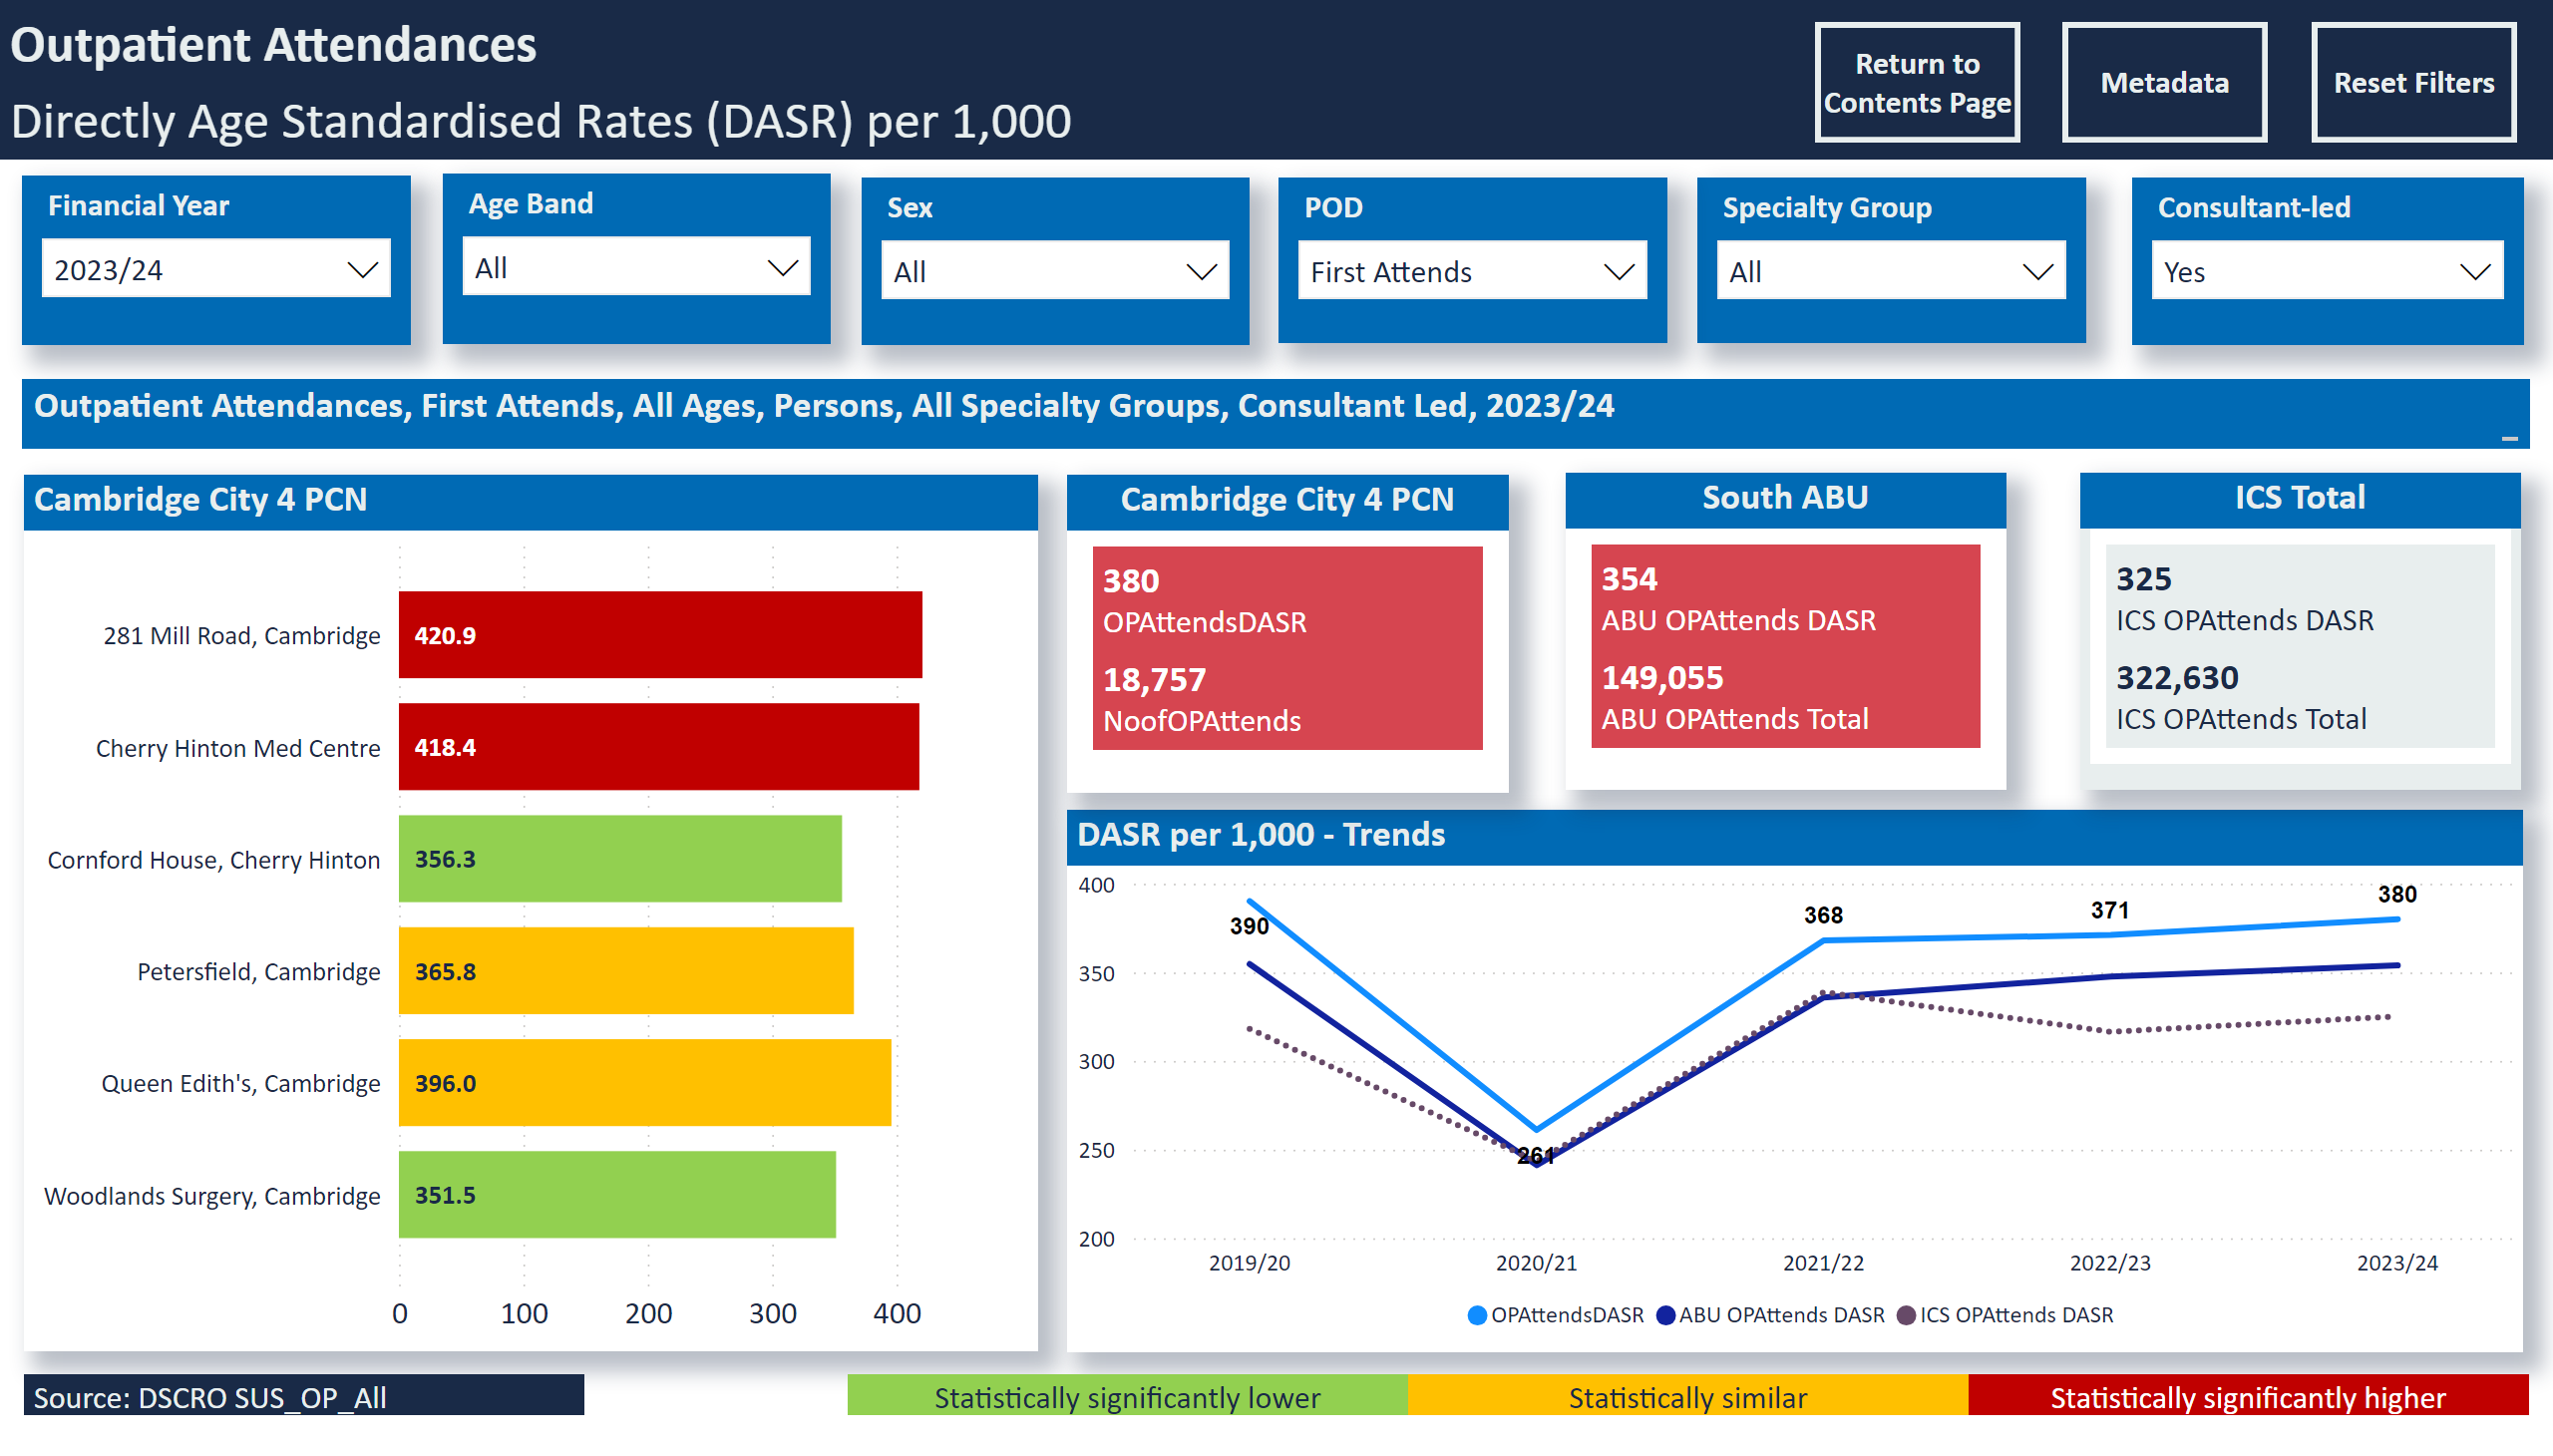 Outpatient Attendances
Directly Age Standardised Rates (DASR) per 1,000
Return to
Contents Page
Metadata
Reset Filters
Financial Year
2023/24
Age Band
All
Sex
All
POD
First Attends
Specialty Group
All
Consultant-led
Yes
Outpatient Attendances, First Attends, All Ages, Persons, All Specialty Groups, Consultant Led, 2023/24
Cambridge City 4 PCN
281 Mill Road, Cambridge
420.9
Cherry Hinton Med Centre
418.4
Cornford House, Cherry Hinton
356.3
Petersfield, Cambridge
365.8
Queen Edith's, Cambridge
396.0
Woodlands Surgery, Cambridge
351.5
0 100 200 300 400
Cambridge City 4 PCN
380
OPAttendsDASR
18,757
NoofOPAttends
South ABU
354
ABU OPAttends DASR
149,055
ABU OPAttends Total
ICS Total
325
ICS OPAttends DASR
322,630
ICS OPAttends Total
DASR per 1,000 - Trends
400
350
300
250
200
390
261
368
371
380
2019/20 2020/21 2021/22 2022/23 2023/24
OPAttendsDASR ABU OPAttends DASR ICS OPAttends DASR
Source: DSCRO SUS_OP_All
Statistically significantly lower
Statistically similar
Statistically significantly higher